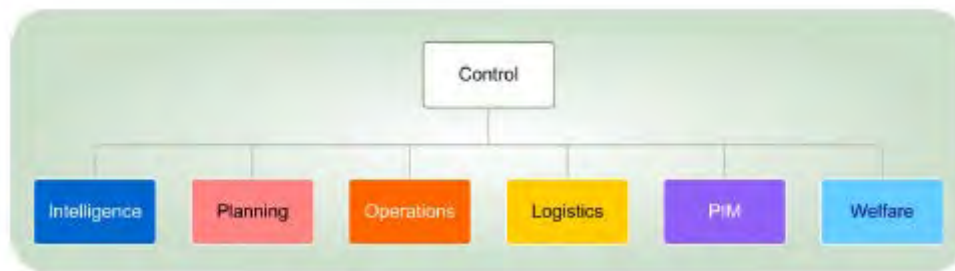 Control
Intelligence
Planning
Operations
Logistics
PIM
Welfare